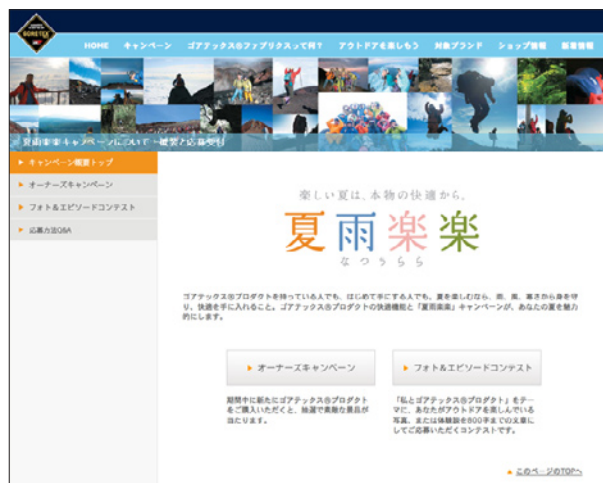 GORE-TEX
HOME キャンペーン ゴアテックス®ファブリクスって何? アウトドアを楽しもう 対象ブランド ショップ情報 新着情報
夏雨楽楽キャンペーンについて・概要と応募受付
キャンペーン概要トップ
オーナーズキャンペーン
フォト&エピソードコンテスト
応募方法Q&A
楽しい夏は、本物の快適から。
夏雨楽楽
なつうらら
ゴアテックス®プロダクトを持っている人でも、はじめて手にする人でも。夏を楽しむなら、雨、風、寒さから身を守
り、快適を手に入れること。ゴアテックス®プロダクトの快適機能と「夏雨楽楽」キャンペーンが、あなたの夏を魅力
的にします。
オーナーズキャンペーン
フォト&エピソードコンテスト
期間中に新たにゴアテックス®プロダクト
をご購入いただくと、抽選で素敵な景品が
当たります。
「私とゴアテックス®プロダクト」をテー
マに、あなたがアウトドアを楽しんでいる
写真、または体験談を800字までの文章に
してご応募いただくコンテストです。
このページのTOPへ